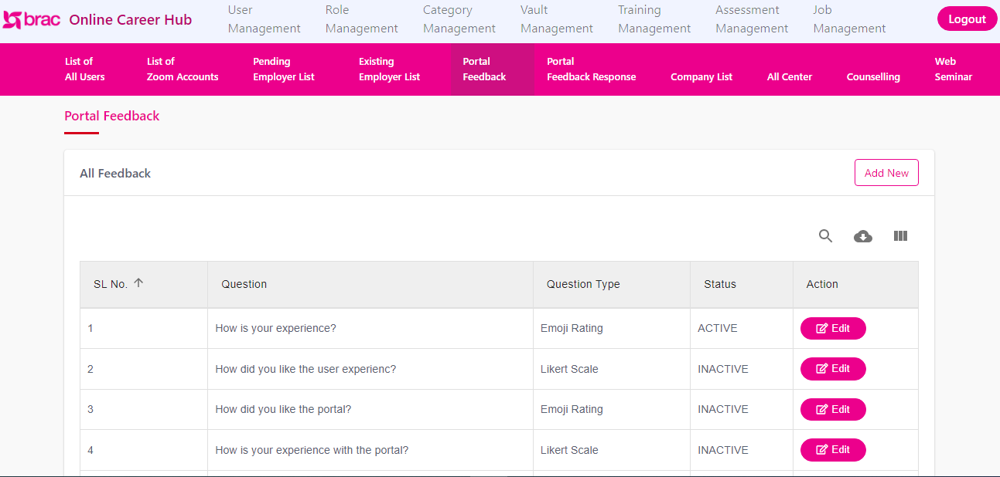 brac Online Career Hub
User Management
Role Management
Category Management
Vault Management
Training Management
Assessment Management
Job Management
Logout
List of All Users
List of Zoom Accounts
Pending Employer List
Existing Employer List
Portal Feedback
Portal Feedback Response
Company List
All Center
Counselling
Web Seminar
Portal Feedback
All Feedback
Add New
SL No. Question Question Type Status Action
1 How is your experience? Emoji Rating ACTIVE Edit
2 How did you like the user experienc? Likert Scale INACTIVE Edit
3 How did you like the portal? Emoji Rating INACTIVE Edit
4 How is your experience with the portal? Likert Scale INACTIVE Edit